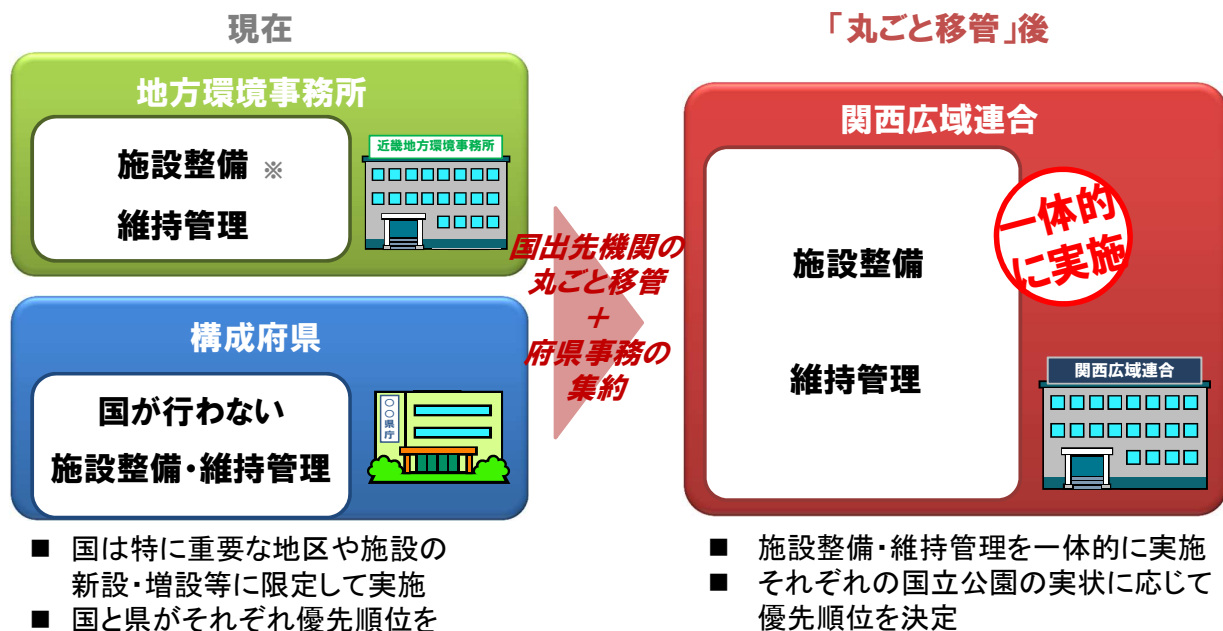 現在
地方環境事務所
施設整備 ※
維持管理
近畿地方環境事務所
構成府県
国が行わない
施設整備・維持管理
〇〇県庁
■ 国は特に重要な地区や施設の
新設・増設等に限定して実施
■ 国と県がそれぞれ優先順位を
国出先機関の
丸ごと移管
＋
府県事務の
集約
「丸ごと移管」後
関西広域連合
施設整備
維持管理
一体的
に実施
関西広域連合
■ 施設整備・維持管理を一体的に実施
■ それぞれの国立公園の実状に応じて
優先順位を決定